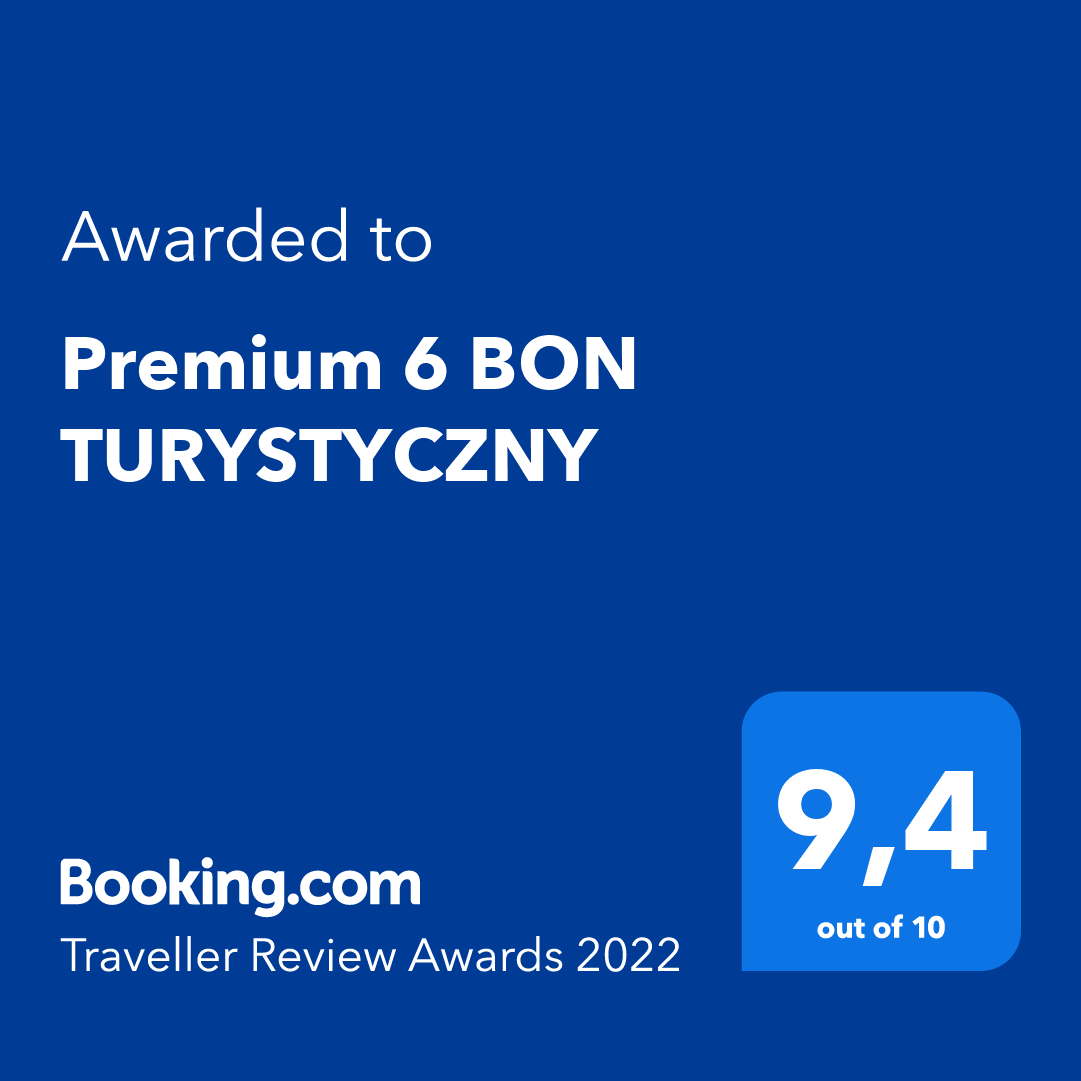 Awarded to
Premium 6 BON
TURYSTYCZNY
9,4
out of 10
Booking.com
Traveller Review Awards 2022